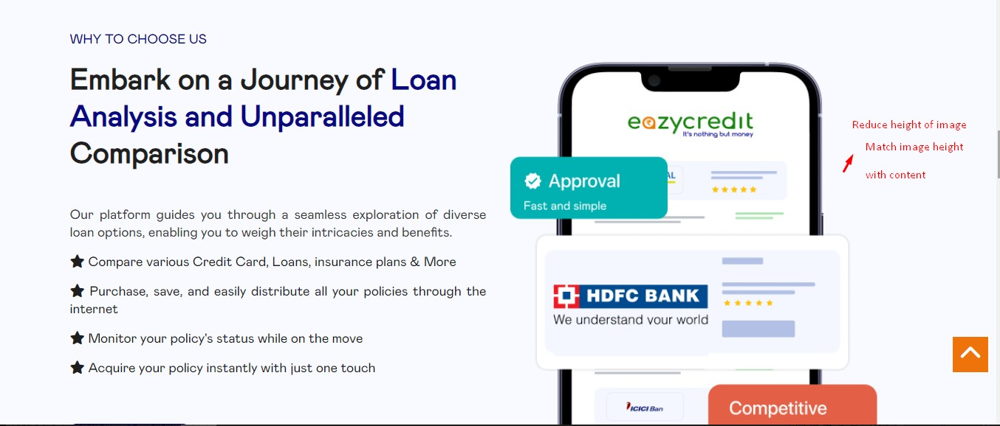 WHY TO CHOOSE US
Embark on a Journey of Loan
Analysis and Unparalleled
Comparison
Our platform guides you through a seamless exploration of diverse
loan options, enabling you to weigh their intricacies and benefits.
Compare various Credit Card, Loans, insurance plans & More
Purchase, save, and easily distribute all your policies through the
internet
Monitor your policy's status while on the move
Acquire your policy instantly with just one touch
eazycredit
It's nothing but money
AL
Approval
Fast and simple
HDFC BANK
We understand your world
ICICI Ban
Competitive
Reduce height of image
Match image height
with content